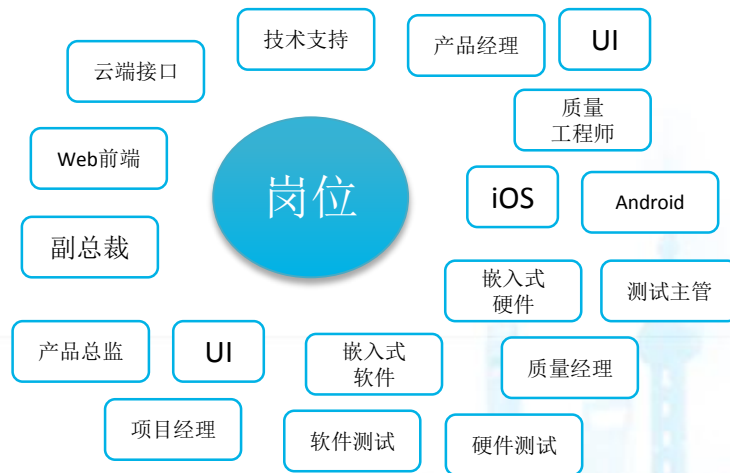 技术支持
产品经理
UI
云端接口
质量
工程师
Web前端
岗位
iOS
Android
副总裁
嵌入式
硬件
测试主管
产品总监
UI
嵌入式
软件
质量经理
项目经理
软件测试
硬件测试